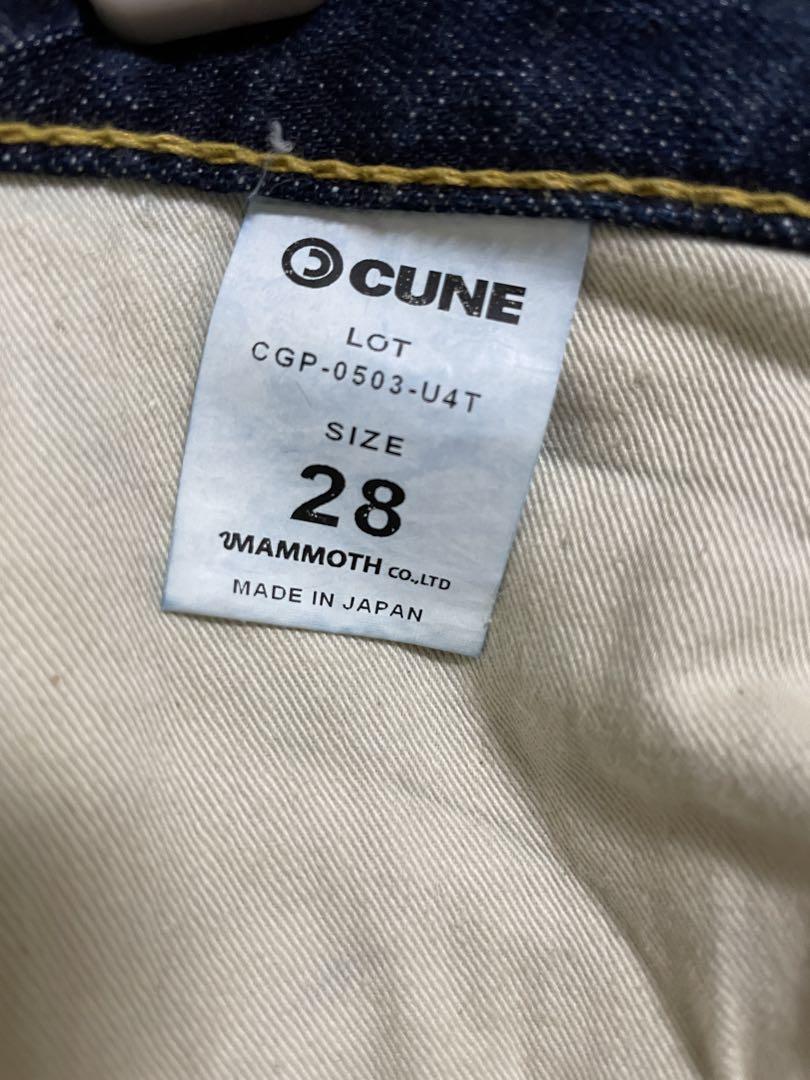 CUNE
LOT
CGP-0503-U4T
SIZE
28
MAMMOTH CO.,LTD
MADE IN JAPAN